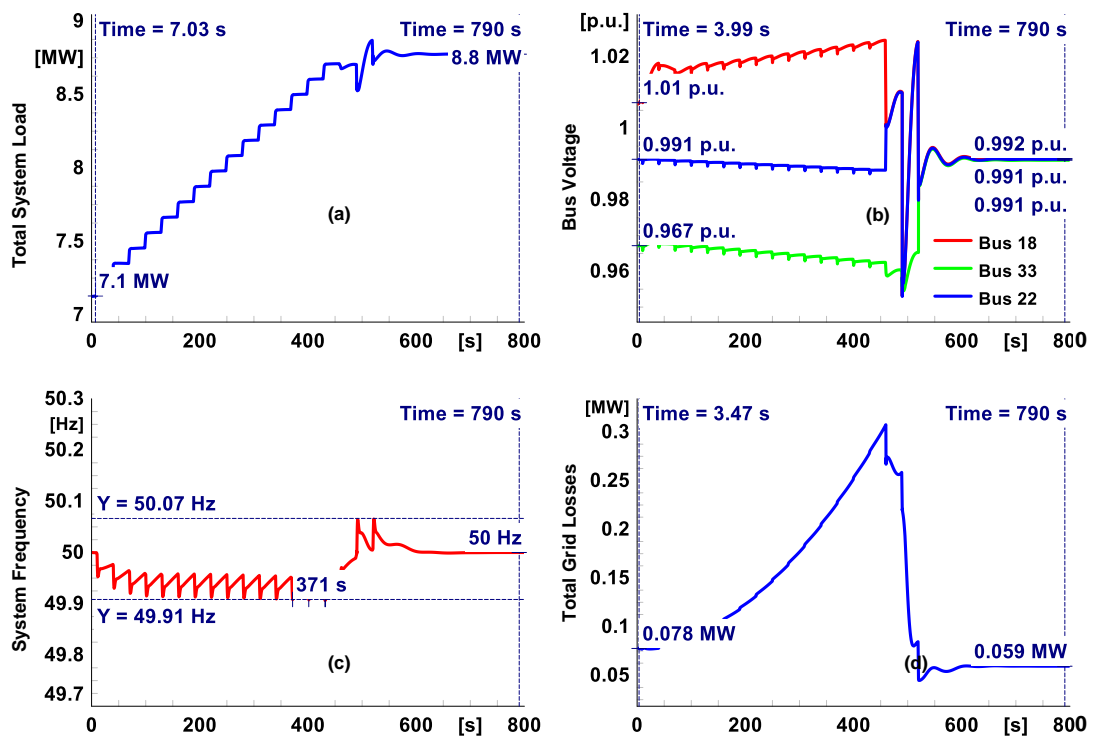 9
[MW]
8.5
8
7.5
7
Total System Load
Time = 7.03 s
790 s
8.8 MW
7.1 MW
(a)
0
200
400
600
[s]
800
[p.u.]
1.02
1
0.98
0.96
Bus Voltage
Time = 3.99 s
Time = 790 s
1.01 p.u.
0.991 p.u.
0.967 p.u.
0.992 p.u.
0.991 p.u.
0.991 p.u.
(b)
Bus 18
Bus 33
Bus 22
0
200
400
600
[s]
800
50.3
[Hz]
50.2
50.1
50
49.9
49.8
49.7
System Frequency
Time = 790 s
Y = 50.07 Hz
50 Hz
371 s
Y = 49.91 Hz
(c)
0
200
400
600
[s]
800
[MW]
0.3
0.25
0.2
0.15
0.1
0.05
Total Grid Losses
Time = 3.47 s
Time = 790 s
0.078 MW
0.059 MW
(d)
0
200
400
600
[s]
800